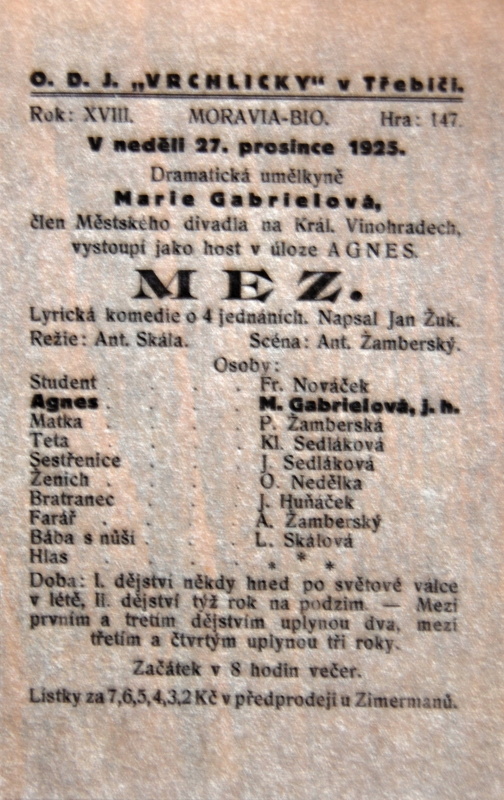 O. D. J. „VRCHLICKY“ v Třebíči.
Rok: XVIII. MORAVIA-BIO. Hra: 147.
V neděli 27. prosince 1925.
Dramatická umělkyně
Marie Gabrielová,
člen Městského divadla na Král. Vinohradech,
vystoupí jako host v úloze AGNES.
MEZ.
Lyrická komedie o 4 jednáních. Napsal Jan Žuk.
Režie: Ant. Skála. Scéna: Ant. Žamberský.
Osoby:
Student . . . Fr. Nováček
Agnes . . . M. Gabrielová, j. h.
Matka . . . P. Žamberská
Teta . . . Kl. Sedláková
Sestřenice . . . J. Sedláková
Ženich . . . O. Nedělka
Bratranec . . . J. Huňáček
Farář . . . A. Žamberský
Bába s nůší . . . L. Skálová
Hlas . . . * * *
Doba: I. dějství někdy hned po světové válce
v létě, II. dějství týž rok na podzim. — Mezi
prvním a třetím dějstvím uplynou dva, mezi
třetím a čtvrtým uplynou tři roky.
Začátek v 8 hodin večer.
Lístky za 7,6,5,4,3,2 Kč v předprodeji u Zimermanů.